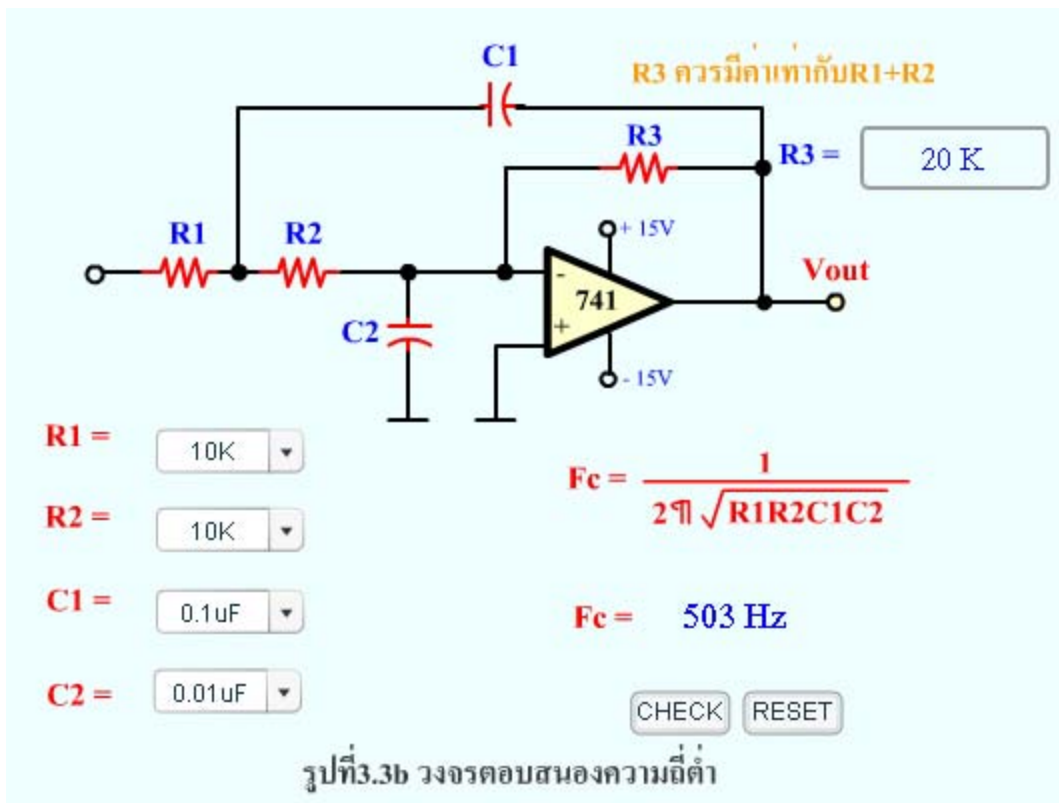 C1
R3 ควรมีค่าเท่ากับR1+R2
R3
R3 =
20 K
R1
R2
+ 15V
Vout
-
741
+
C2
- 15V
R1 =
10K
Fc =
1
2¶ √R1R2C1C2
R2 =
10K
C1 =
0.1uF
Fc =
503 Hz
C2 =
0.01uF
CHECK
RESET
รูปที่3.3b วงจรตอบสนองความถี่ต่ำ